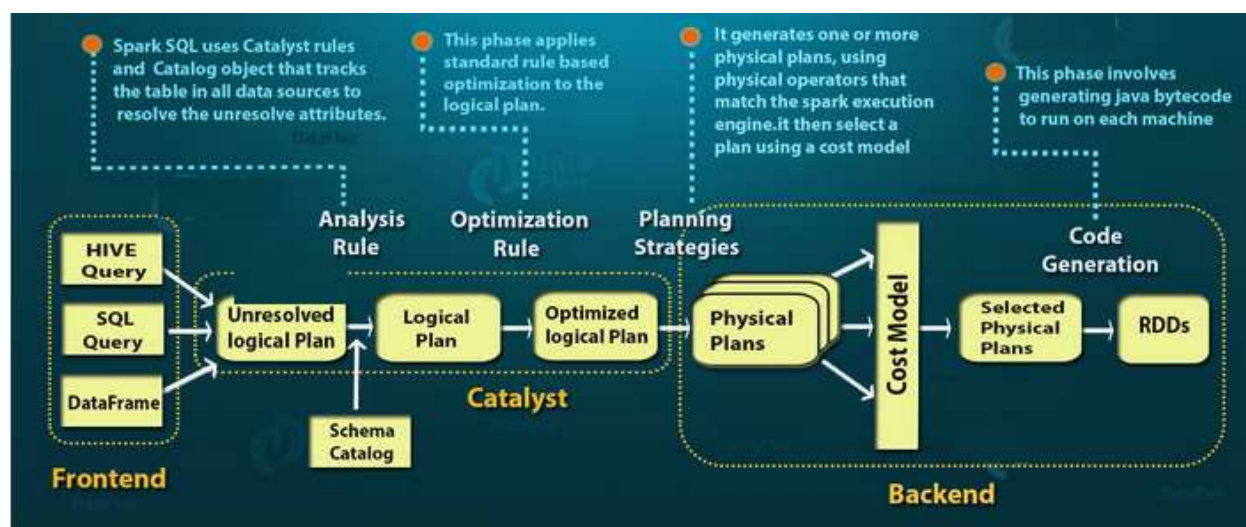 Spark SQL uses Catalyst rules
and Catalog object that tracks
the table in all data sources to
resolve the unresolve attributes.
This phase applies
standard rule based
optimization to the
logical plan.
It generates one or more
physical plans, using
physical operators that
match the spark execution
engine.it then select a
plan using a cost model
This phase involves
generating java bytecode
to run on each machine
Analysis
Rule
Optimization
Rule
Planning
Strategies
Code
Generation
HIVE
Query
SQL
Query
DataFrame
Frontend
Unresolved
logical Plan
Logical
Plan
Optimized
logical Plan
Catalyst
Schema
Catalog
Physical
Plans
Cost Model
Selected
Physical
Plans
RDDs
Backend